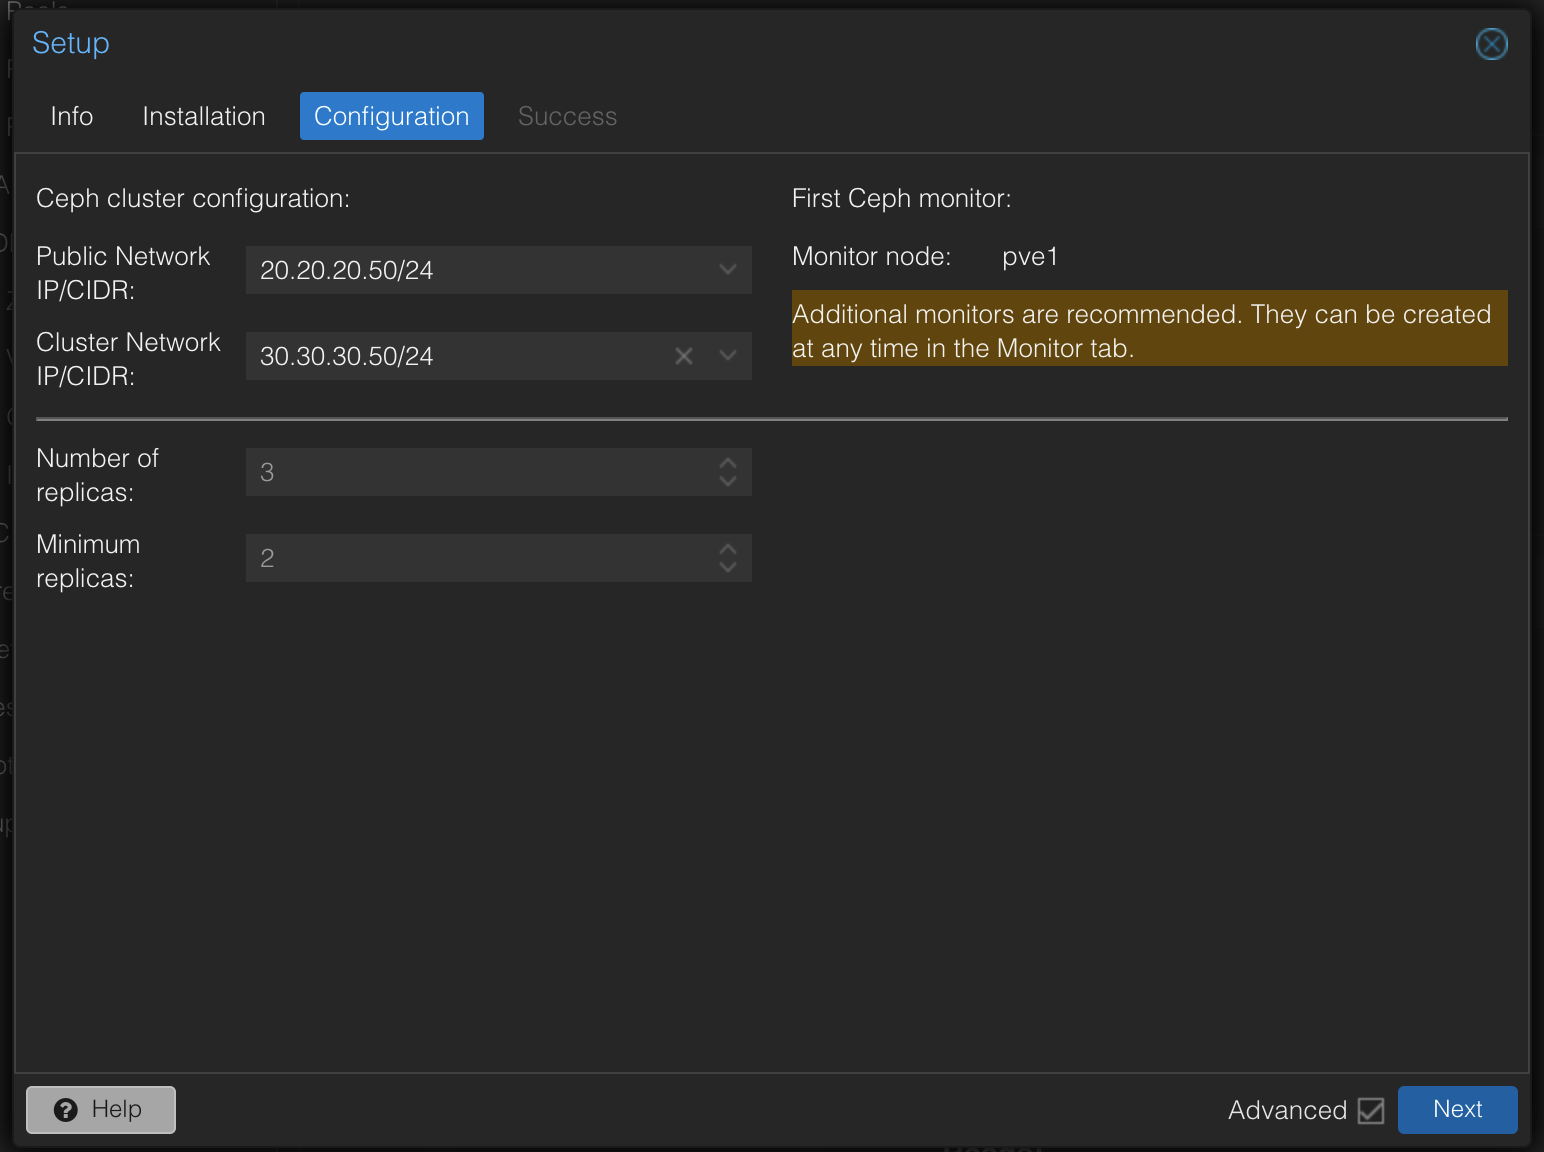 Setup
Info
Installation
Configuration
Success
Ceph cluster configuration:
First Ceph monitor:
Public Network
IP/CIDR:
20.20.20.50/24
Monitor node:
pve1
Additional monitors are recommended. They can be created
at any time in the Monitor tab.
Cluster Network
IP/CIDR:
30.30.30.50/24
Number of
replicas:
3
Minimum
replicas:
2
Help
Advanced
Next